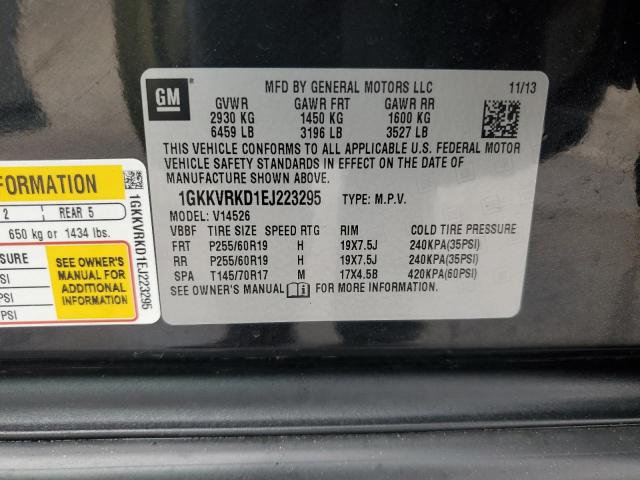 GM
MFD BY GENERAL MOTORS LLC 11/13
GVWR GAWR FRT GAWR RR
2930 KG 1450 KG 1600 KG
6459 LB 3196 LB 3527 LB
THIS VEHICLE CONFORMS TO ALL APPLICABLE U.S. FEDERAL MOTOR
VEHICLE SAFETY STANDARDS IN EFFECT ON THE DATE OF
MANUFACTURE SHOWN ABOVE.
1GKKVRKD1EJ223295 TYPE: M.P.V.
MODEL: V14526
VBBF TIRE SIZE SPEED RTG RIM COLD TIRE PRESSURE
FRT P255/60R19 H 19X7.5J 240KPA(35PSI)
RR P255/60R19 H 19X7.5J 240KPA(35PSI)
SPA T145/70R17 M 17X4.5B 420KPA(60PSI)
SEE OWNER'S MANUAL FOR MORE INFORMATION.
FORMATION
2 REAR 5
650 kg or 1434 lbs.
SURE
PSI
PSI
PSI
SEE OWNER'S
MANUAL FOR
ADDITIONAL
INFORMATION
1GKKVRKD1EJ223295